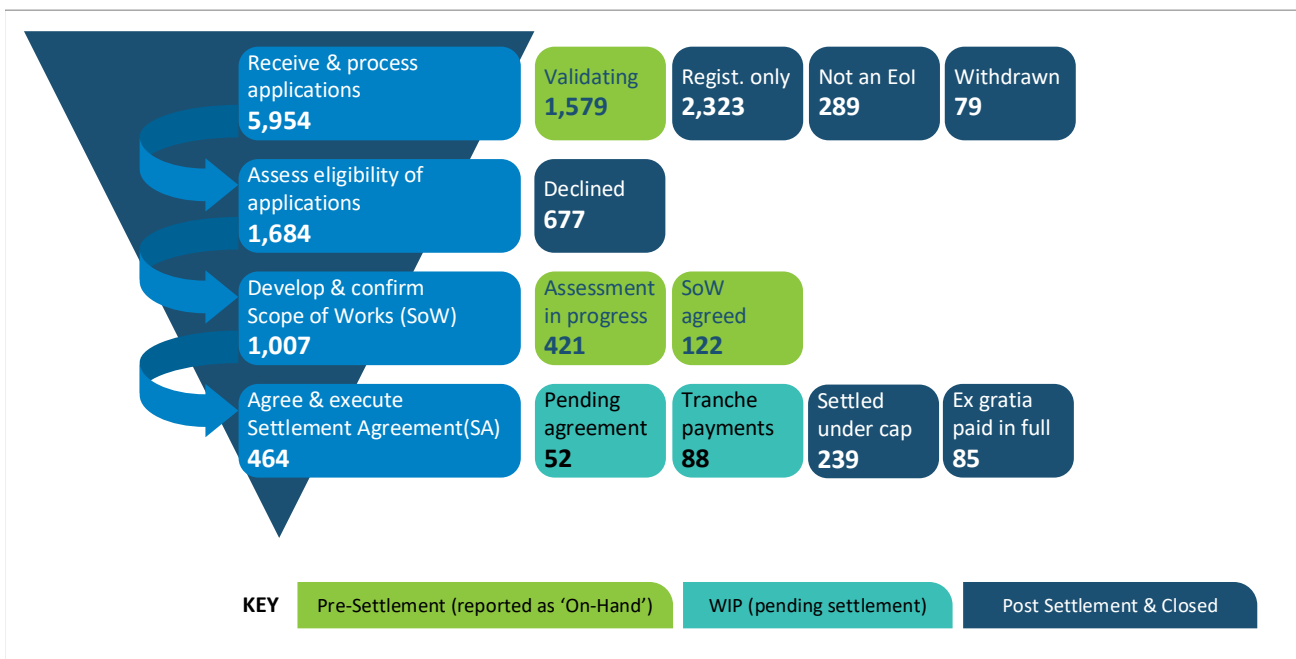 Receive & process
applications
5,954
Validating
1,579
Regist. only
2,323
Not an EoI
289
Withdrawn
79
Assess eligibility of
applications
1,684
Declined
677
Develop & confirm
Scope of Works (SoW)
1,007
Assessment
in progress
421
SoW
agreed
122
Agree & execute
Settlement Agreement(SA)
464
Pending
agreement
52
Tranche
payments
88
Settled
under cap
239
Ex gratia
paid in full
85
KEY
Pre-Settlement (reported as ‘On-Hand’)
WIP (pending settlement)
Post Settlement & Closed